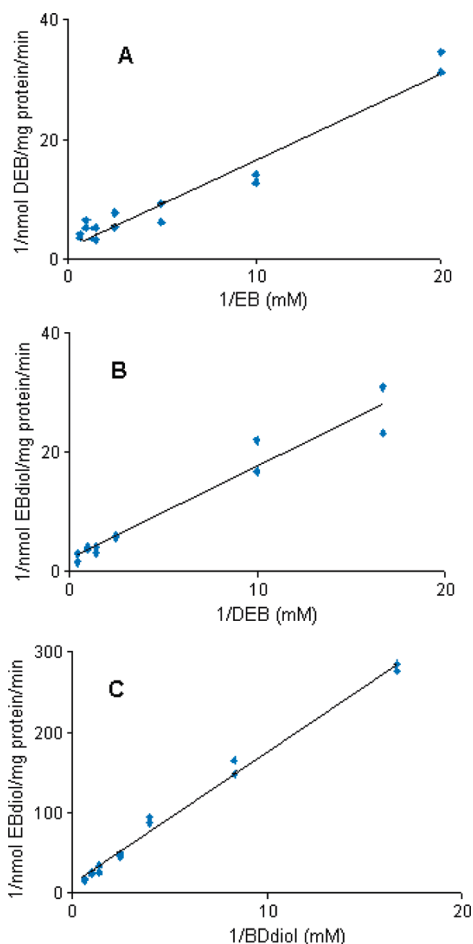 A
1/nmol DEB/mg protein/min
40
20
0
0
10
20
1/EB (mM)
B
1/nmol EBdiol/mg protein/min
40
20
0
0
10
20
1/DEB (mM)
C
1/nmol EBdiol/mg protein/min
300
200
100
0
0
10
20
1/BDdiol (mM)